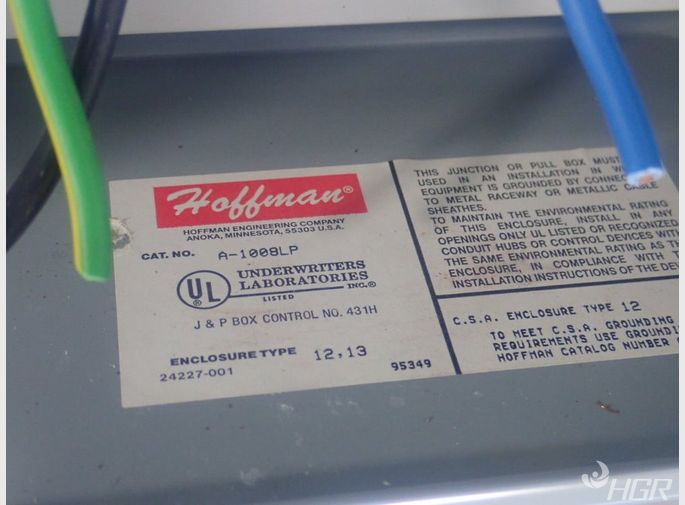 Hoffman®
HOFFMAN ENGINEERING COMPANY
ANOKA, MINNESOTA, 55303 U.S.A.
CAT. NO. A-1008LP
UL
UNDERWRITERS
LABORATORIES
INC.®
LISTED
J & P BOX CONTROL NO. 431H
ENCLOSURE TYPE 12,13
24227-001 95349
THIS JUNCTION OR PULL BOX MUST
USED IN AN INSTALLATION IN
EQUIPMENT IS GROUNDED BY
TO METAL RACEWAY OR METALLIC CABLE
SHEATHES.
TO MAINTAIN THE ENVIRONMENTAL RATING
OF THIS ENCLOSURE, INSTALL IN ANY
OPENINGS ONLY UL LISTED OR RECOGNIZED
CONDUIT HUBS OR CONTROL DEVICES WITH
THE SAME ENVIRONMENTAL RATING AS THE
ENCLOSURE, IN COMPLIANCE WITH
INSTALLATION INSTRUCTIONS OF THE
C.S.A. ENCLOSURE TYPE 12
TO MEET C.S.A. GROUNDING
REQUIREMENTS USE
HOFFMAN CATALOG NUMBER
HGR